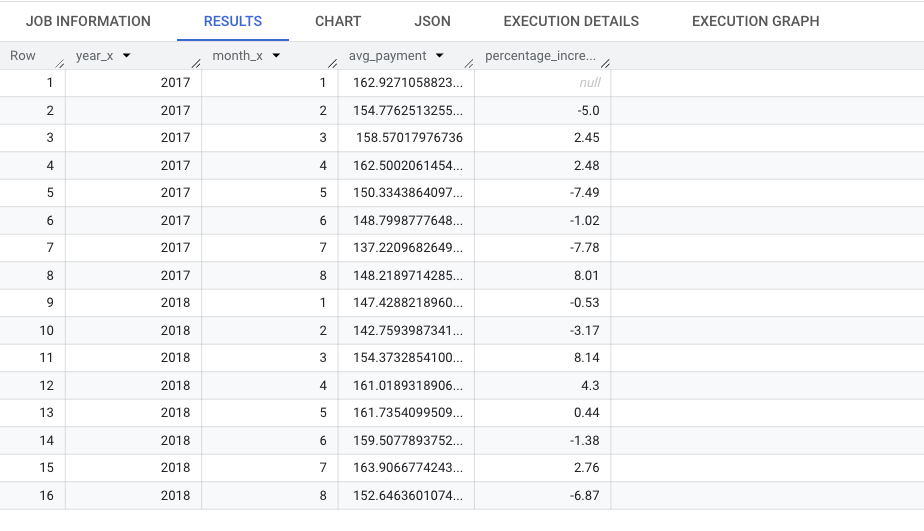 JOB INFORMATION RESULTS CHART JSON EXECUTION DETAILS EXECUTION GRAPH
Row year_x month_x avg_payment percentage_incre...
1 2017 1 162.9271058823... null
2 2017 2 154.7762513255... -5.0
3 2017 3 158.57017976736 2.45
4 2017 4 162.5002061454... 2.48
5 2017 5 150.3343864097... -7.49
6 2017 6 148.7998777648... -1.02
7 2017 7 137.2209682649... -7.78
8 2017 8 148.2189714285... 8.01
9 2018 1 147.4288218960... -0.53
10 2018 2 142.7593987341... -3.17
11 2018 3 154.3732854100... 8.14
12 2018 4 161.0189318906... 4.3
13 2018 5 161.7354099509... 0.44
14 2018 6 159.5077893752... -1.38
15 2018 7 163.9066774243... 2.76
16 2018 8 152.6463601074... -6.87